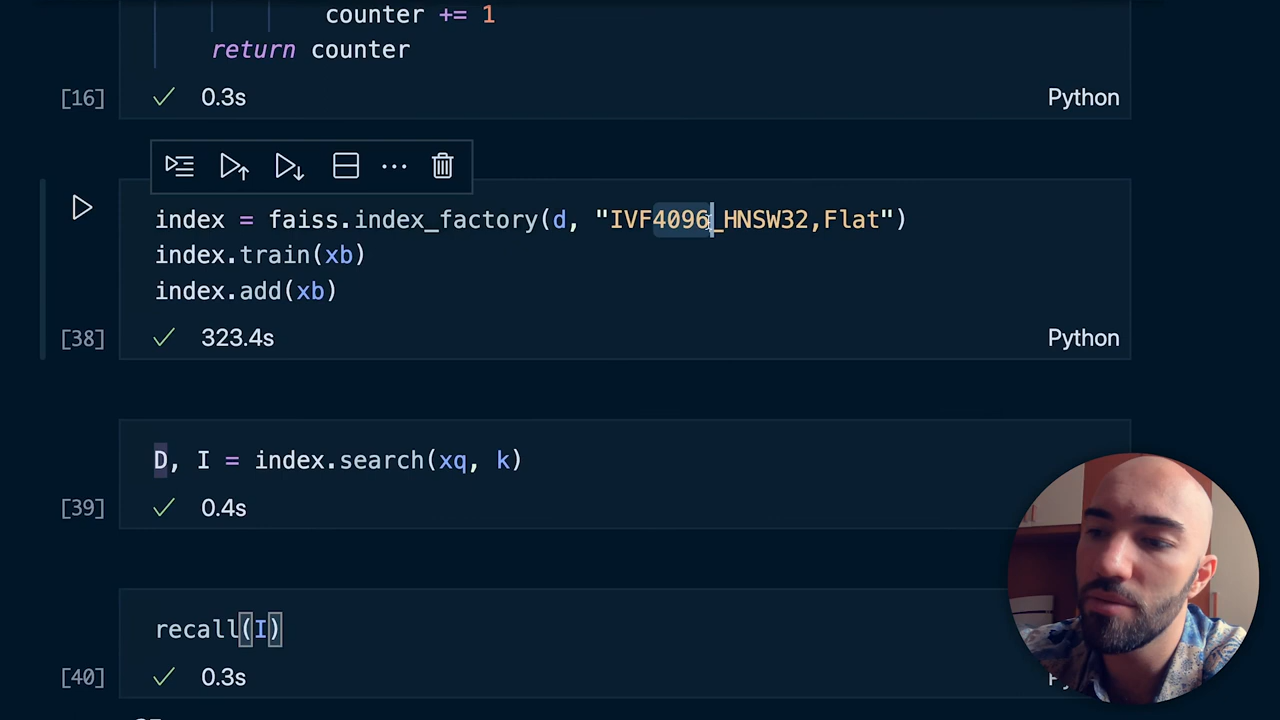 counter += 1
return counter
[16] 0.3s Python
index = faiss.index_factory(d, "IVF4096_HNSW32,Flat")
index.train(xb)
index.add(xb)
[38] 323.4s Python
D, I = index.search(xq, k)
[39] 0.4s
recall(I)
[40] 0.3s